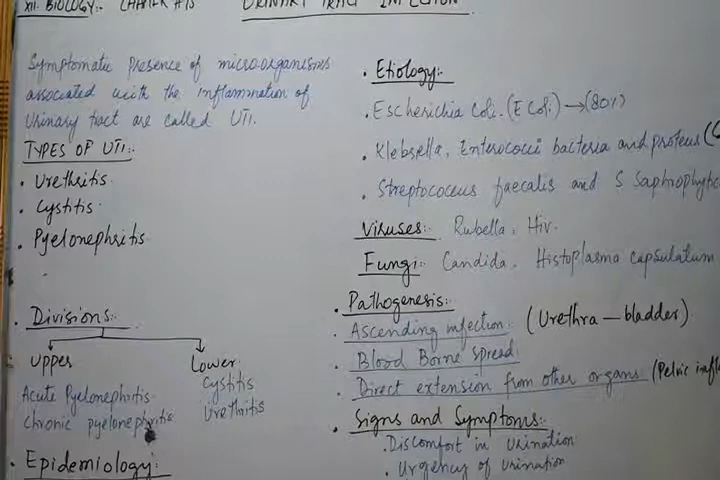 XII. BIOLOGY:- CHAPTER #15 URINARY TRACT INFECTION
Symptomatic Presence of microorganisms
associated with the inflammation of
Urinary tract are called UTI.
TYPES OF UTI:-
• Urethritis.
• Cystitis.
• Pyelonephritis.
• Divisions:-
Upper Lower
Acute Pyelonephritis.
Chronic pyelonephritis
Cystitis
Urethritis
• Epidemiology:
• Etiology:-
• Escherichia Coli. (E Coli) → (80%)
• Klebsella, Enterococci bacteria and proteus
• Streptococcus faecalis and S Saprophytic
Viruses:- Rubella, Hiv.
Fungi: Candida. Histoplasma capsulatum
• Pathogenesis:-
• Ascending infection. (Urethra — bladder)
• Blood Borne Spread.
• Direct extension from other organs (Pelvic infla
• Signs and Symptoms:-
• Discomfort in Urination
• Urgency of Urination